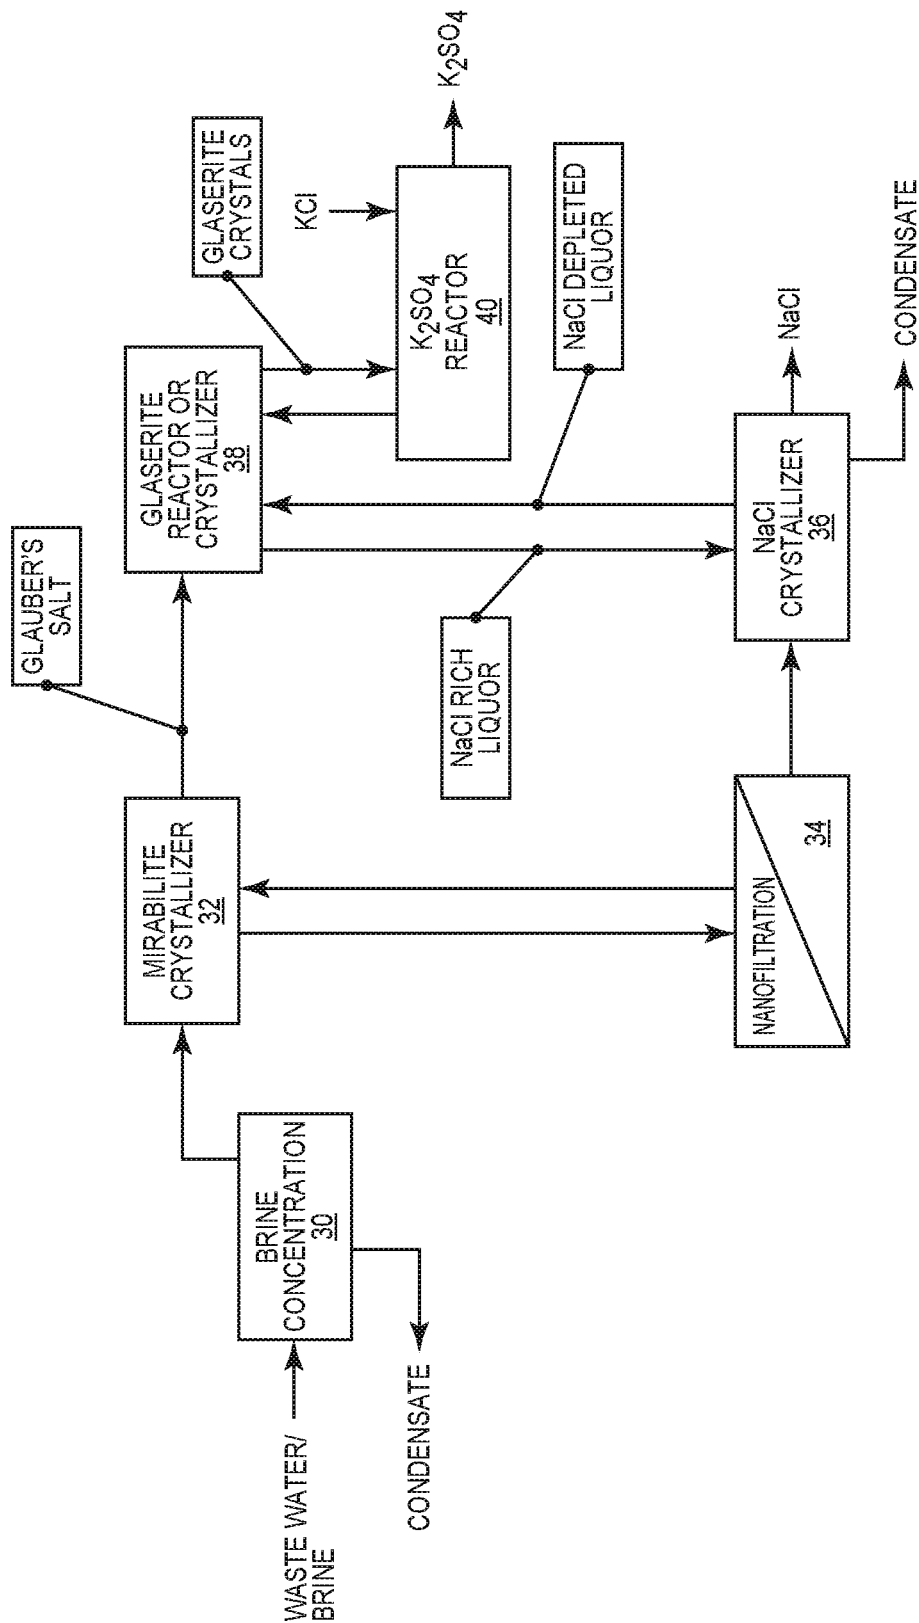 WASTE WATER/
BRINE
BRINE
CONCENTRATION
30
CONDENSATE
MIRABILITE
CRYSTALLIZER
32
GLAUBER'S
SALT
GLASERITE
REACTOR OR
CRYSTALLIZER
38
GLASERITE
CRYSTALS
KCl
K2SO4
REACTOR
40
K2SO4
NaCl RICH
LIQUOR
NaCl DEPLETED
LIQUOR
NANOFILTRATION
34
NaCl
CRYSTALLIZER
36
NaCl
CONDENSATE